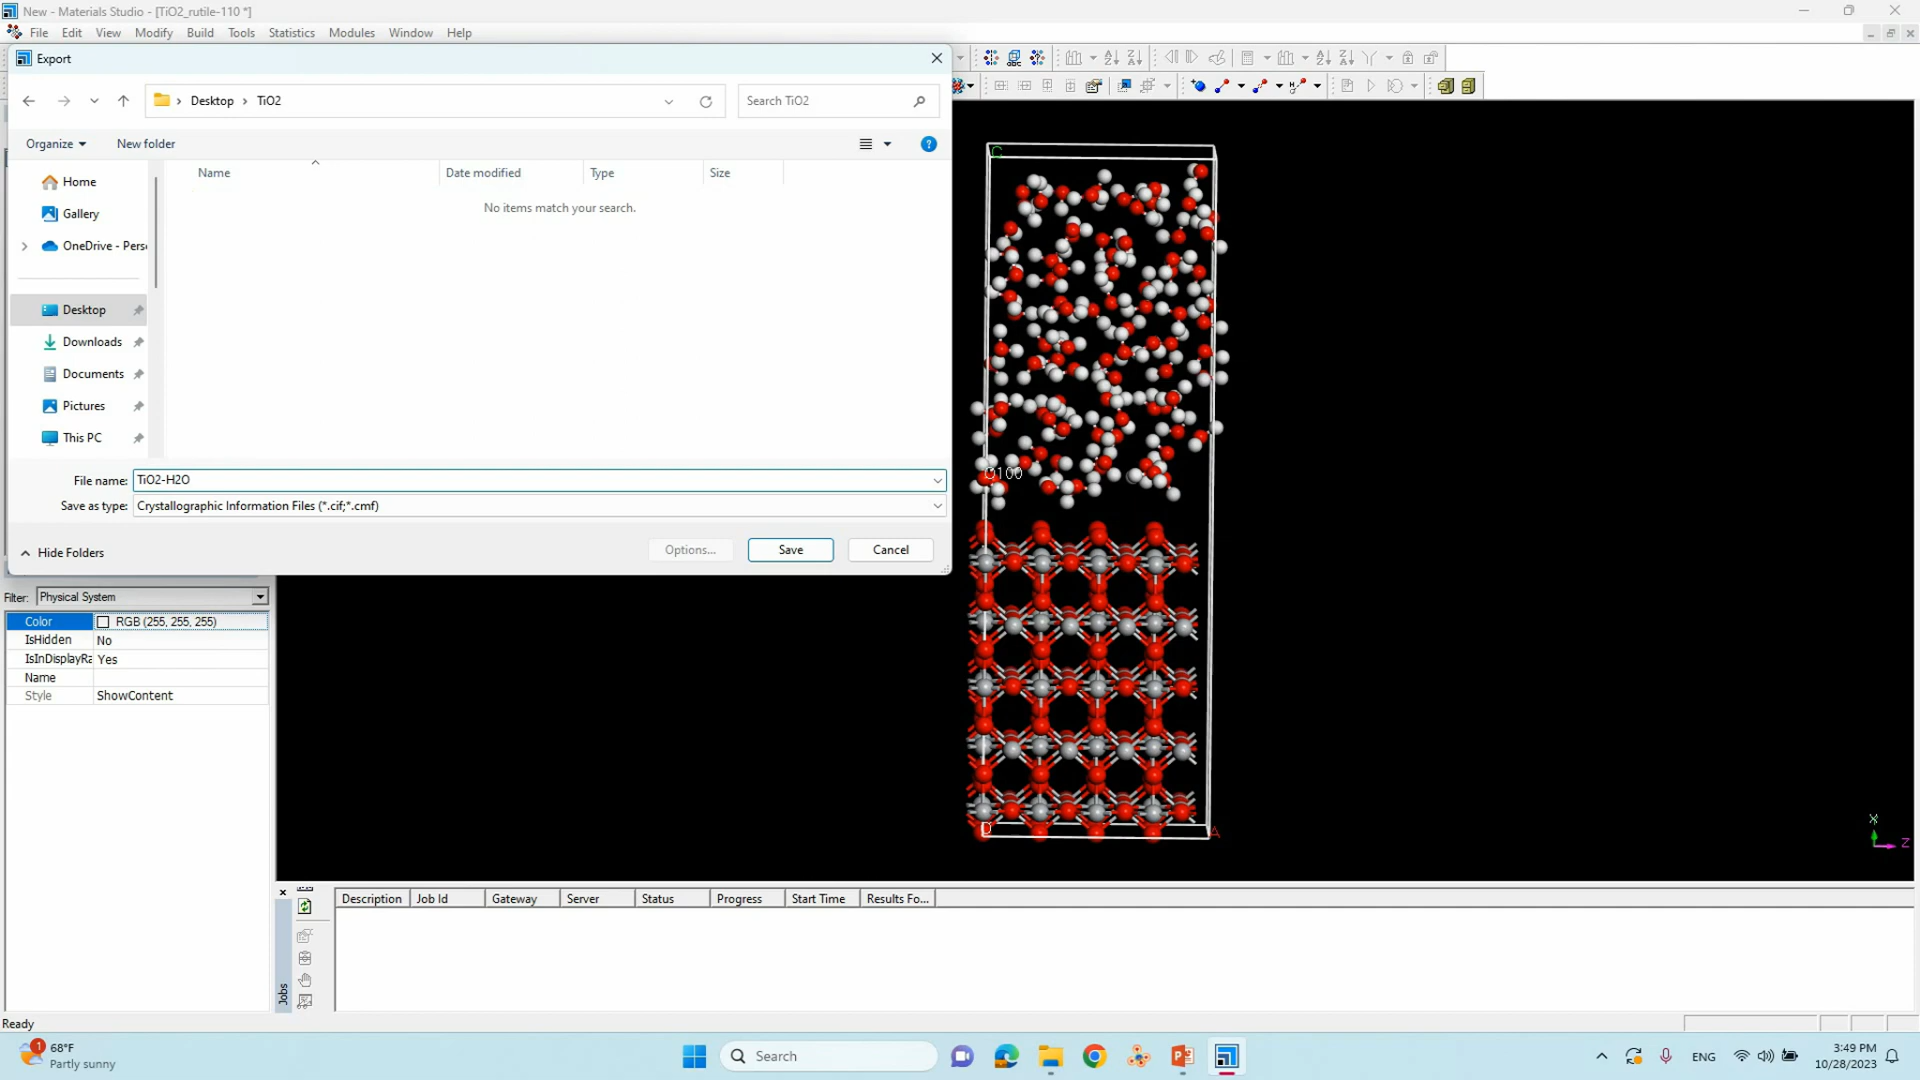 New - Materials Studio - [TiO2_rutile-110 *]
File Edit View Modify Build Tools Statistics Modules Window Help
Export
Desktop TiO2
Search TiO2
Organize New folder
Name Date modified Type Size
No items match your search.
Home
Gallery
OneDrive - Pers
Desktop
Downloads
Documents
Pictures
This PC
File name: TiO2-H2O
Save as type: Crystallographic Information Files (*.cif;*.cmf)
Hide Folders
Options... Save Cancel
C
O100
A
X
Z
Filter: Physical System
Color RGB (255, 255, 255)
IsHidden No
IsInDisplayRa Yes
Name
Style ShowContent
Jobs
Description Job Id Gateway Server Status Progress Start Time Results Fo...
Ready
1
68°F
Partly sunny
Search
ENG
3:49 PM
10/28/2023